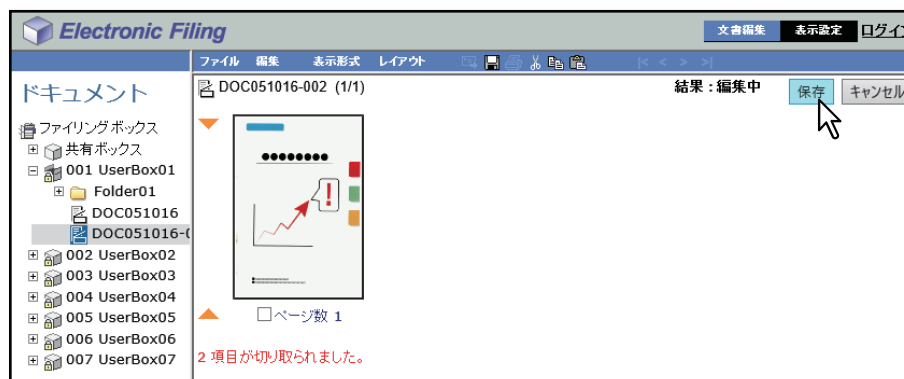 Electronic Filing
文書編集 表示設定 ログイン
ファイル 編集 表示形式 レイアウト |< < > >|
ドキュメント
DOC051016-002 (1/1) 結果 : 編集中 保存 キャンセル
ファイリングボックス
共有ボックス
001 UserBox01
Folder01
DOC051016
DOC051016-0
002 UserBox02
003 UserBox03
004 UserBox04
005 UserBox05
006 UserBox06
007 UserBox07
!
ページ数 1
2 項目が切り取られました。